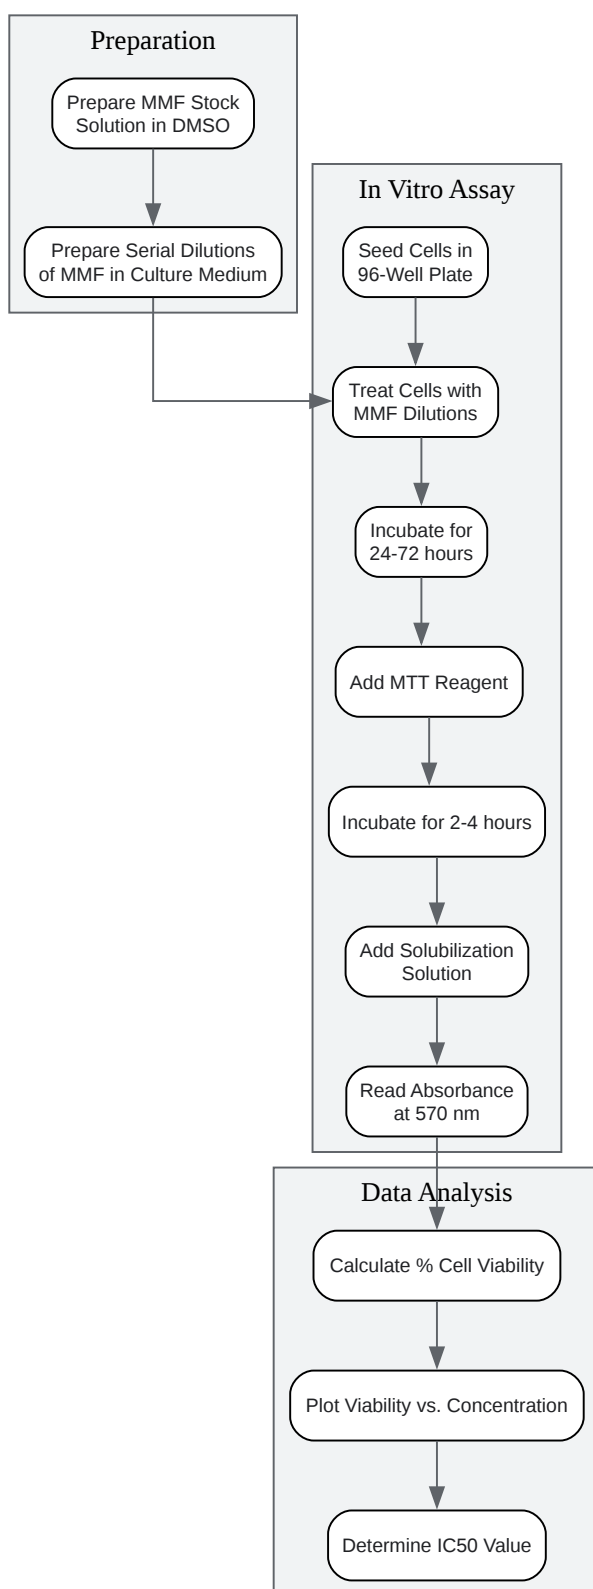 Preparation
Prepare MMF Stock
Solution in DMSO
Prepare Serial Dilutions
of MMF in Culture Medium
In Vitro Assay
Seed Cells in
96-Well Plate
Treat Cells with
MMF Dilutions
Incubate for
24-72 hours
Add MTT Reagent
Incubate for 2-4 hours
Add Solubilization
Solution
Read Absorbance
at 570 nm
Data Analysis
Calculate % Cell Viability
Plot Viability vs. Concentration
Determine IC50 Value